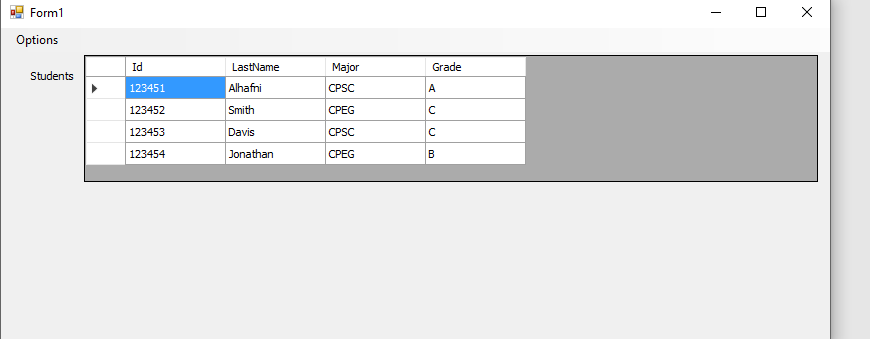 Form1
Options
Students
Id LastName Major Grade
123451 Alhafni CPSC A
123452 Smith CPEG C
123453 Davis CPSC C
123454 Jonathan CPEG B